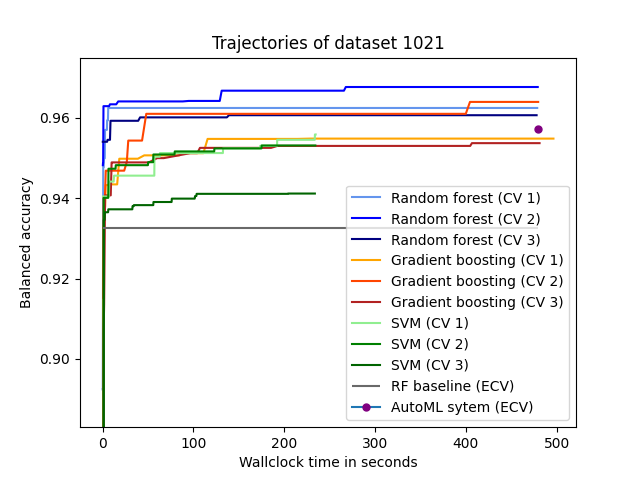 Trajectories of dataset 1021
Balanced accuracy
0.96
0.94
0.92
0.90
Random forest (CV 1)
Random forest (CV 2)
Random forest (CV 3)
Gradient boosting (CV 1)
Gradient boosting (CV 2)
Gradient boosting (CV 3)
SVM (CV 1)
SVM (CV 2)
SVM (CV 3)
RF baseline (ECV)
AutoML sytem (ECV)
0 100 200 300 400 500
Wallclock time in seconds